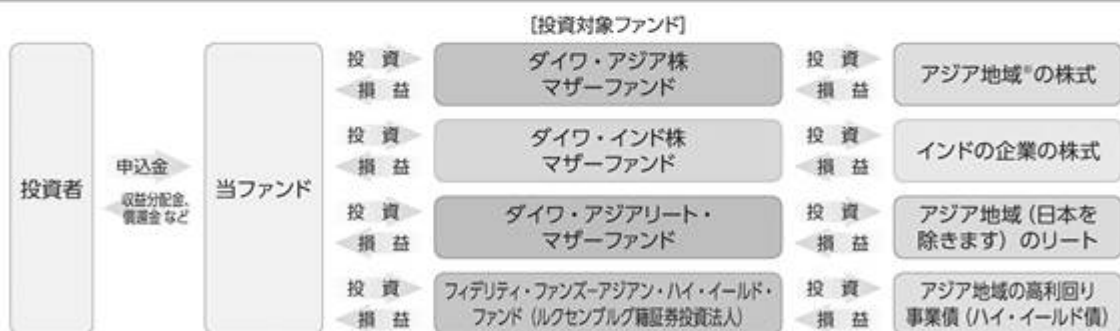 [投資対象ファンド]
投資者
申込金
収益分配金、
償還金 など
当ファンド
投 資
損 益
ダイワ・アジア株
マザーファンド
投 資
損 益
アジア地域※の株式
投 資
損 益
ダイワ・インド株
マザーファンド
投 資
損 益
インドの企業の株式
投 資
損 益
ダイワ・アジアリート・
マザーファンド
投 資
損 益
アジア地域（日本を
除きます）のリート
投 資
損 益
フィデリティ・ファンズ−アジアン・ハイ・イールド・
ファンド（ルクセンブルグ籍証券投資法人）
投 資
損 益
アジア地域の高利回り
事業債（ハイ・イールド債）